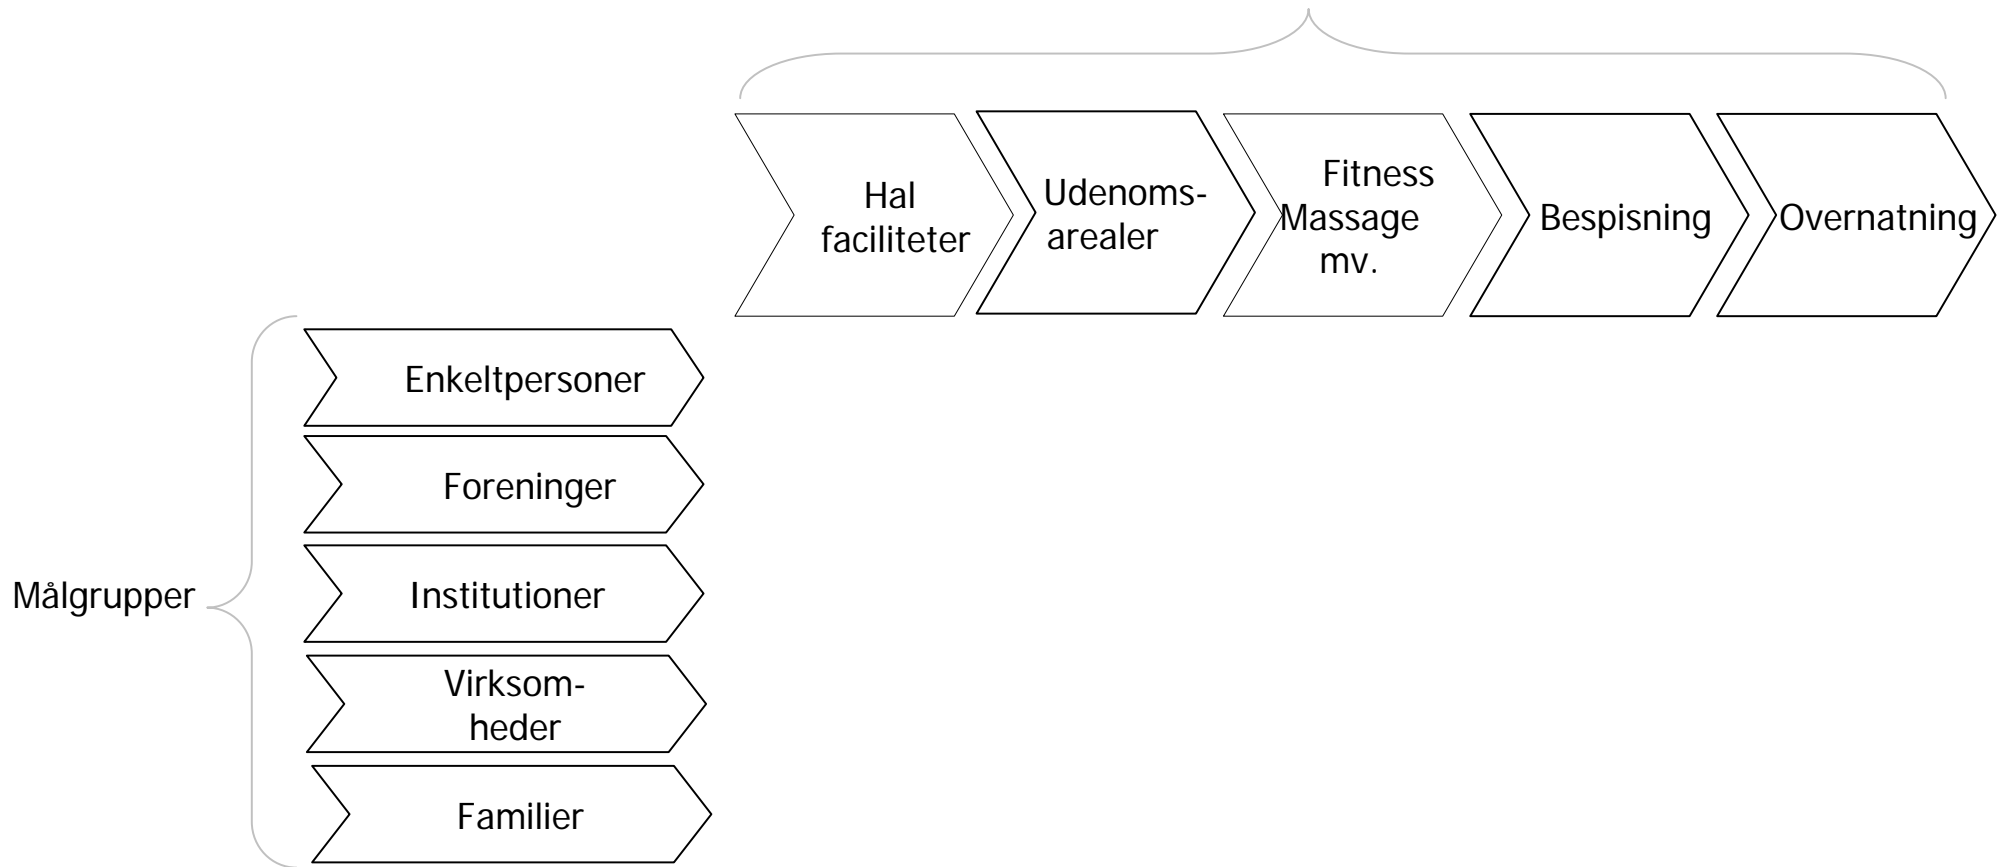 Hal
faciliteter
Udenoms-
arealer
Fitness
Massage
mv.
Bespisning
Overnatning
Målgrupper
Enkeltpersoner
Foreninger
Institutioner
Virksom-
heder
Familier